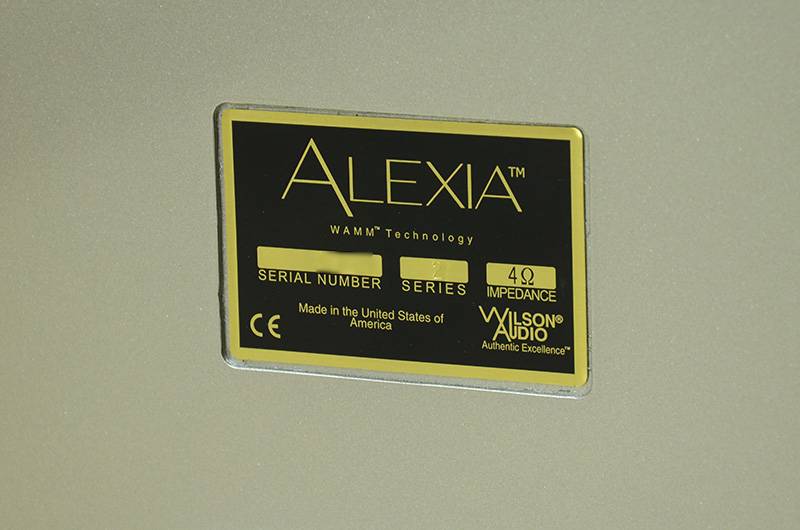 ALEXIA™
WAMM™ Technology
2
4Ω
SERIAL NUMBER SERIES IMPEDANCE
Made in the United States of
America
CE
WILSON®
AUDIO
Authentic Excellence™